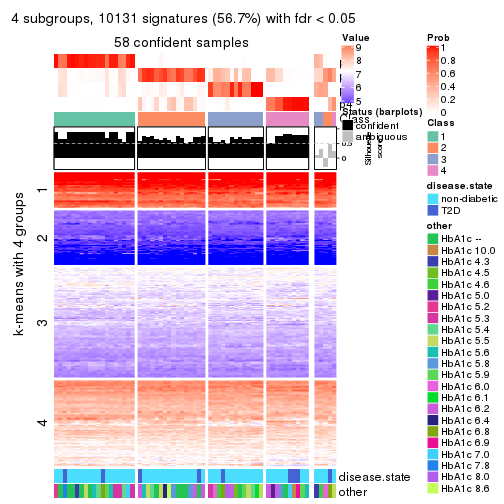 4 subgroups, 10131 signatures (56.7%) with fdr < 0.05
58 confident samples
k-means with 4 groups
1
2
3
4
Value
9
8
7
6
5
Status (barplots)
confident
ambiguous
0.5
0
disease.state
other
Prob
1
0.8
0.6
0.4
0.2
0
Class
1
2
3
4
disease.state
non-diabetic
T2D
other
HbA1c --
HbA1c 10.0
HbA1c 4.3
HbA1c 4.5
HbA1c 4.6
HbA1c 5.0
HbA1c 5.2
HbA1c 5.3
HbA1c 5.4
HbA1c 5.5
HbA1c 5.6
HbA1c 5.8
HbA1c 5.9
HbA1c 6.0
HbA1c 6.1
HbA1c 6.2
HbA1c 6.4
HbA1c 6.8
HbA1c 6.9
HbA1c 7.0
HbA1c 7.8
HbA1c 8.0
HbA1c 8.6